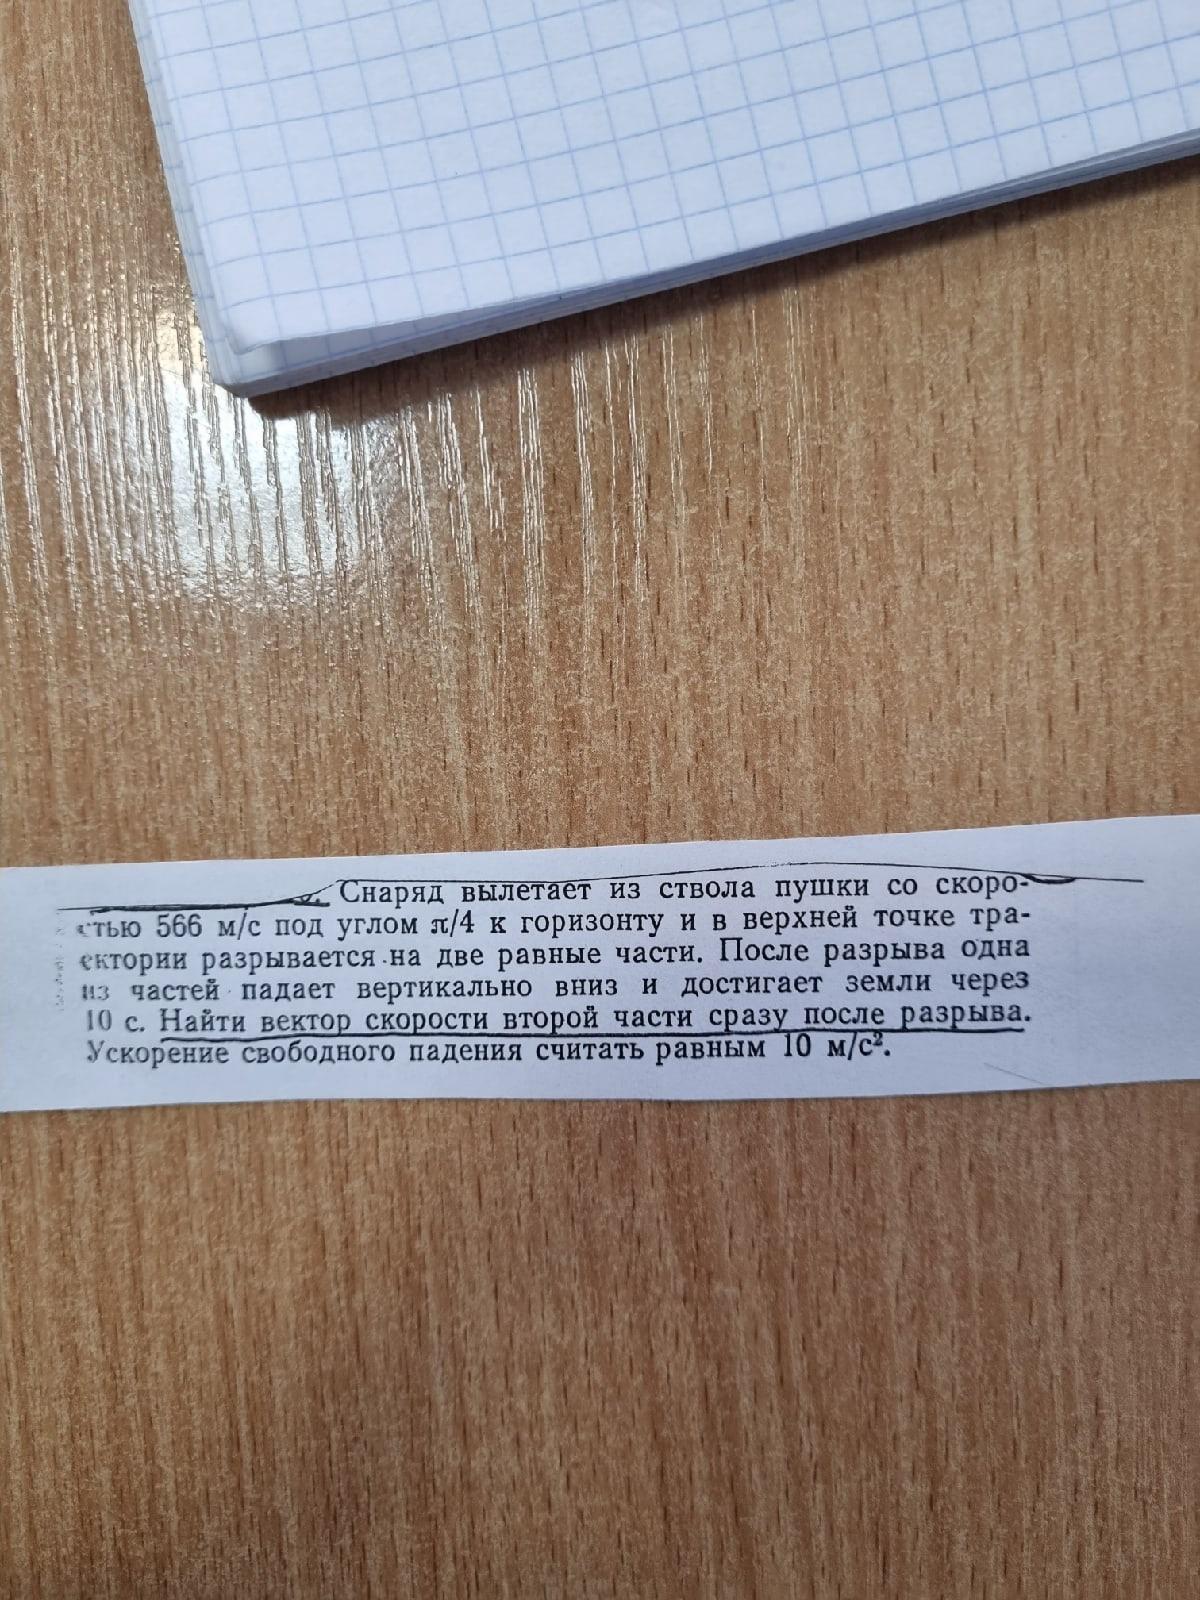 Снаряд вылетает из ствола пушки со скоро-
стью 566 м/с под углом π/4 к горизонту и в верхней точке тра-
ектории разрывается на две равные части. После разрыва одна
из частей падает вертикально вниз и достигает земли через
10 с. Найти вектор скорости второй части сразу после разрыва.
Ускорение свободного падения считать равным 10 м/с².